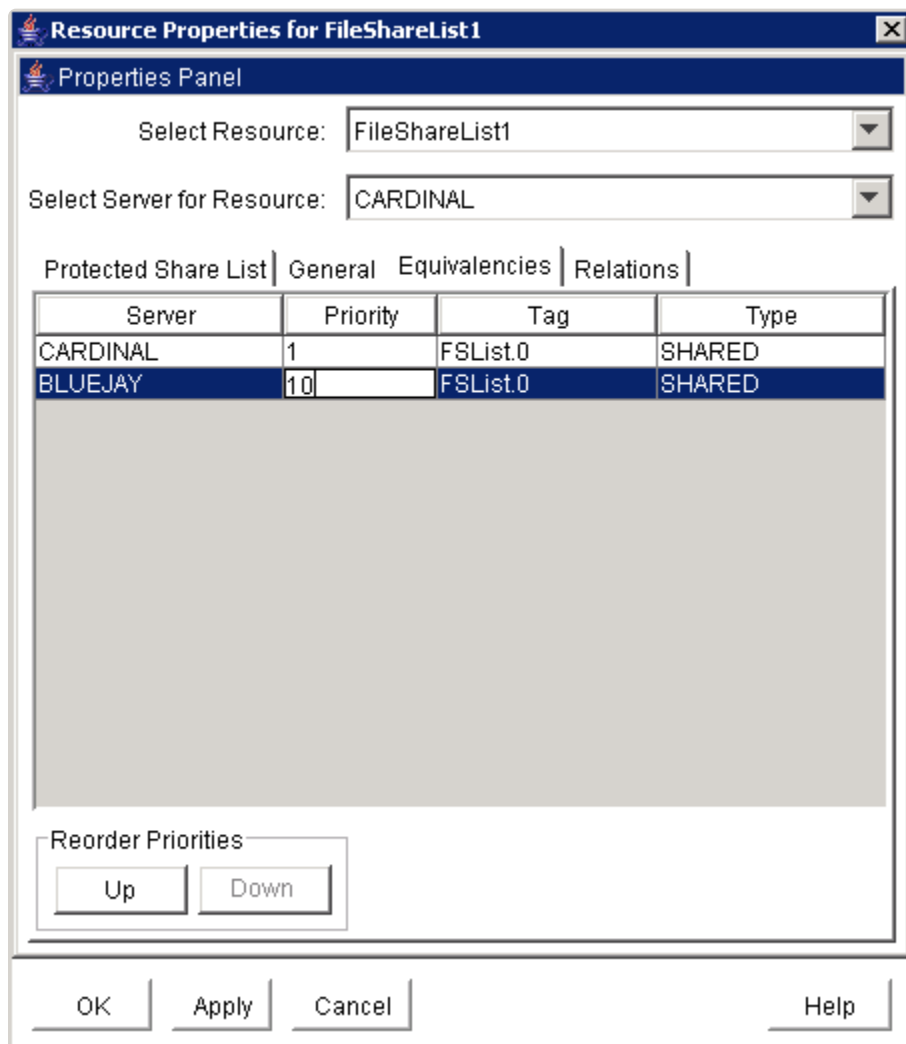 Resource Properties for FileShareList1
Properties Panel
Select Resource: FileShareList1
Select Server for Resource: CARDINAL
Protected Share List General Equivalencies Relations
Server Priority Tag Type
CARDINAL 1 FSList.0 SHARED
BLUEJAY 10 FSList.0 SHARED
Reorder Priorities
Up Down
OK Apply Cancel Help